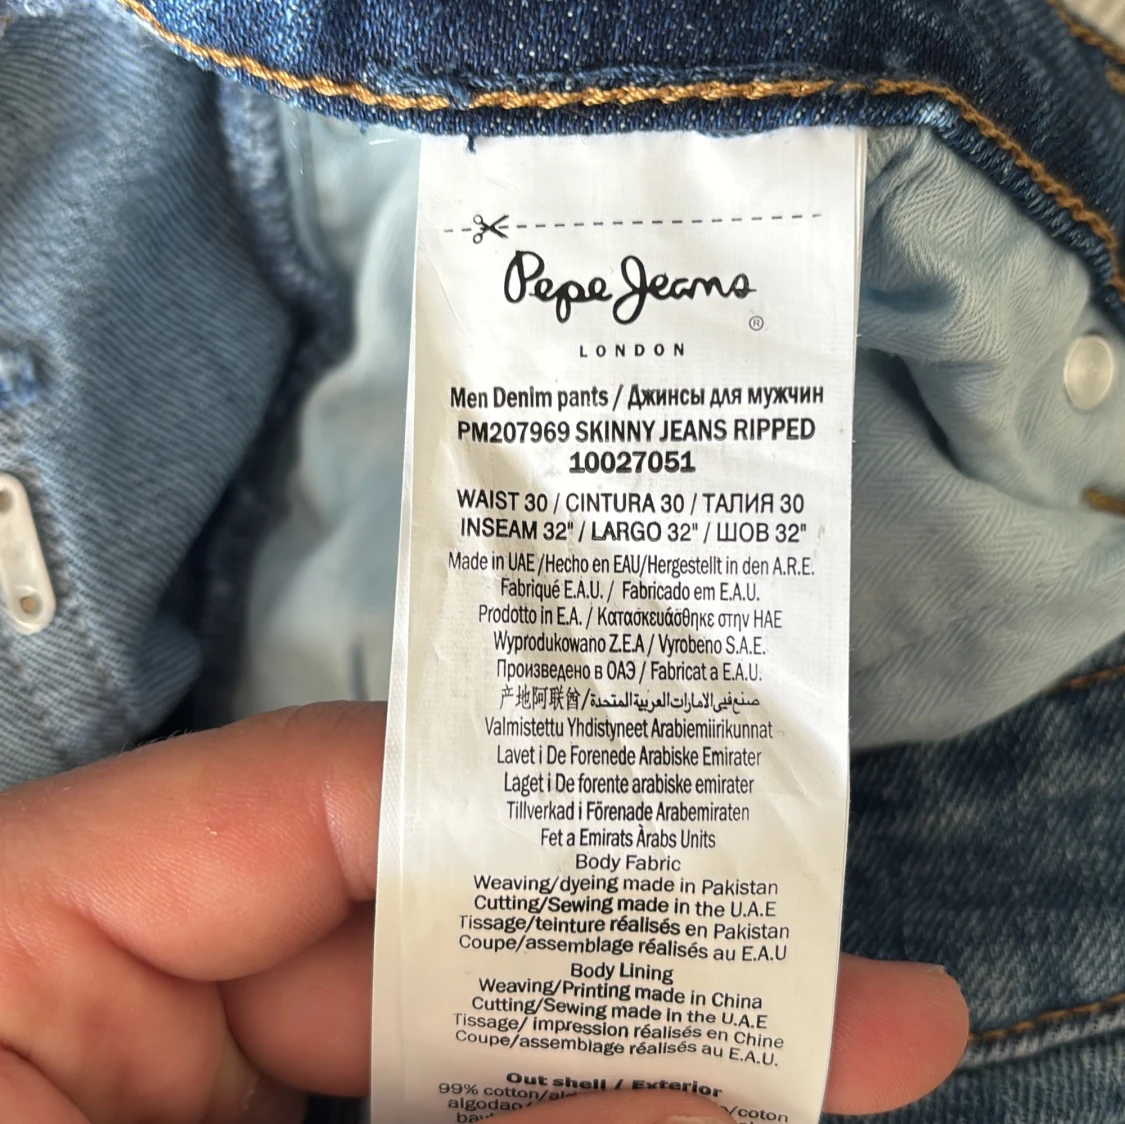 Pepe Jeans
®
LONDON
Men Denim pants / Джинсы для мужчин
PM207969 SKINNY JEANS RIPPED
10027051
WAIST 30 / CINTURA 30 / ТАЛИЯ 30
INSEAM 32" / LARGO 32" / ШОВ 32"
Made in UAE /Hecho en EAU/Hergestellt in den A.R.E.
Fabriqué E.A.U. / Fabricado em E.A.U.
Prodotto in E.A. / Κατασκευάσθηκε στην ΗΑΕ
Wyprodukowano Z.E.A / Vyrobeno S.A.E.
Произведено в ОАЭ / Fabricat a E.A.U.
产地阿联酋/صنع في الامارات العربية المتحدة
Valmistettu Yhdistyneet Arabiemiirikunnat
Lavet i De Forenede Arabiske Emirater
Laget i De forente arabiske emirater
Tillverkad i Förenade Arabemiraten
Fet a Emirats Àrabs Units
Body Fabric
Weaving/dyeing made in Pakistan
Cutting/Sewing made in the U.A.E
Tissage/teinture réalisés en Pakistan
Coupe/assemblage réalisés au E.A.U
Body Lining
Weaving/Printing made in China
Cutting/Sewing made in the U.A.E
Tissage/ impression réalisés en Chine
Coupe/assemblage réalisés au E.A.U.
Out shell / Exterior
99% cotton/
/coton